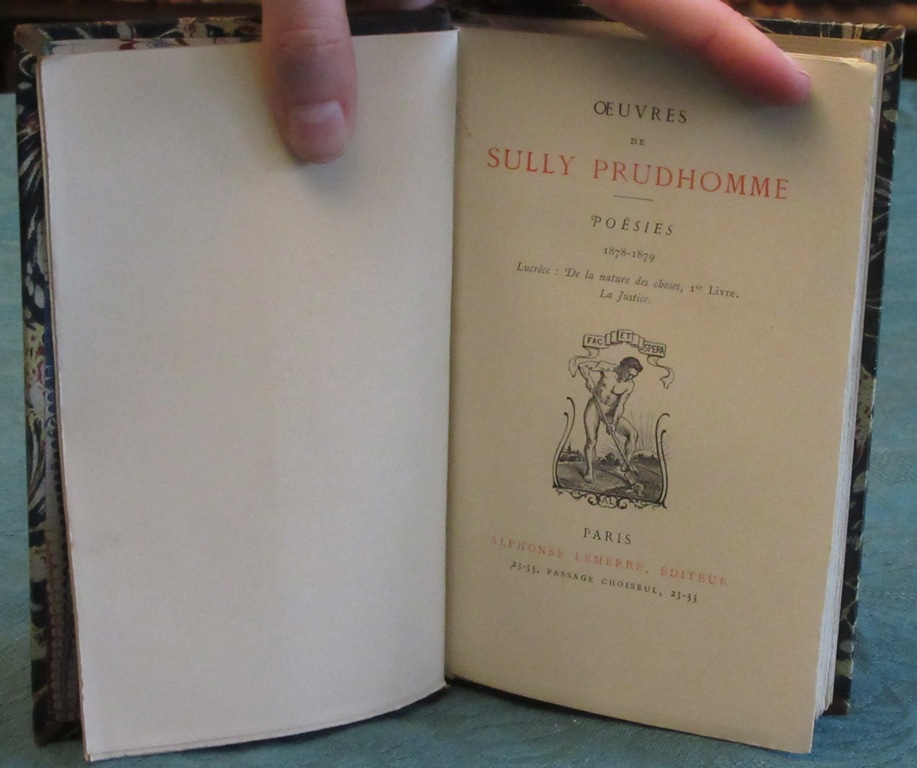 ŒUVRES
DE
SULLY PRUDHOMME
POÉSIES
1878-1879
Lucrèce : De la nature des choses, 1er Livre.
La Justice.
FAC ET SPERA
AL
PARIS
ALPHONSE LEMERRE, ÉDITEUR
23-33, PASSAGE CHOISEUL, 23-33